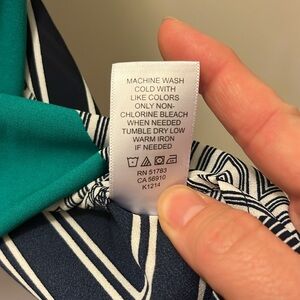 MACHINE WASH
COLD WITH
LIKE COLORS
ONLY NON-
CHLORINE BLEACH
WHEN NEEDED
TUMBLE DRY LOW
WARM IRON
IF NEEDED
RN 51783
CA 56910
K1214